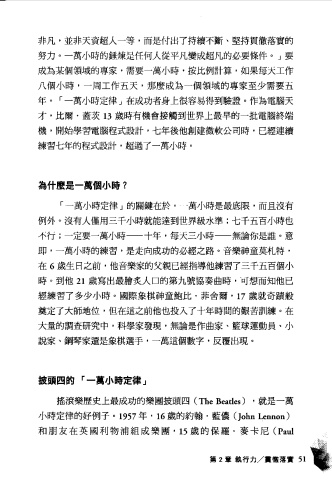 非凡，並非天資超人一等，而是付出了持續不斷、堅持貫徹落實的
努力。一萬小時的錘煉是任何人從平凡變成超凡的必要條件。」要
成為某個領域的專家，需要一萬小時，按比例計算，如果每天工作
八個小時，一周工作五天，那麼成為一個領域的專家至少需要五
年。「一萬小時定律」在成功者身上很容易得到驗證。作為電腦天
才，比爾．蓋茨 13 歲時有機會接觸到世界上最早的一批電腦終端
機，開始學習電腦程式設計，七年後他創建微軟公司時，已經連續
練習七年的程式設計，超過了一萬小時。
為什麼是一萬個小時？
「一萬小時定律」的關鍵在於，一萬小時是最底限，而且沒有
例外。沒有人僅用三千小時就能達到世界級水準；七千五百小時也
不行；一定要一萬小時——十年，每天三小時——無論你是誰。意
即，一萬小時的練習，是走向成功的必經之路。音樂神童莫札特，
在 6 歲生日之前，他音樂家的父親已經指導他練習了三千五百個小
時。到他 21 歲寫出最膾炙人口的第九號協奏曲時，可想而知他已
經練習了多少小時。國際象棋神童鮑比．菲舍爾，17 歲就奇蹟般
奠定了大師地位，但在這之前他也投入了十年時間的艱苦訓練。在
大量的調查研究中，科學家發現，無論是作曲家、籃球運動員、小
說家、鋼琴家還是象棋選手，一萬這個數字，反覆出現。
披頭四的「一萬小時定律」
搖滾樂歷史上最成功的樂團披頭四（The Beatles），就是一萬
小時定律的好例子。1957 年，16 歲的約翰．藍儂（John Lennon）
和朋友在英國利物浦組成樂團，15 歲的保羅．麥卡尼（Paul
第 2 章 執行力／貫徹落實 51